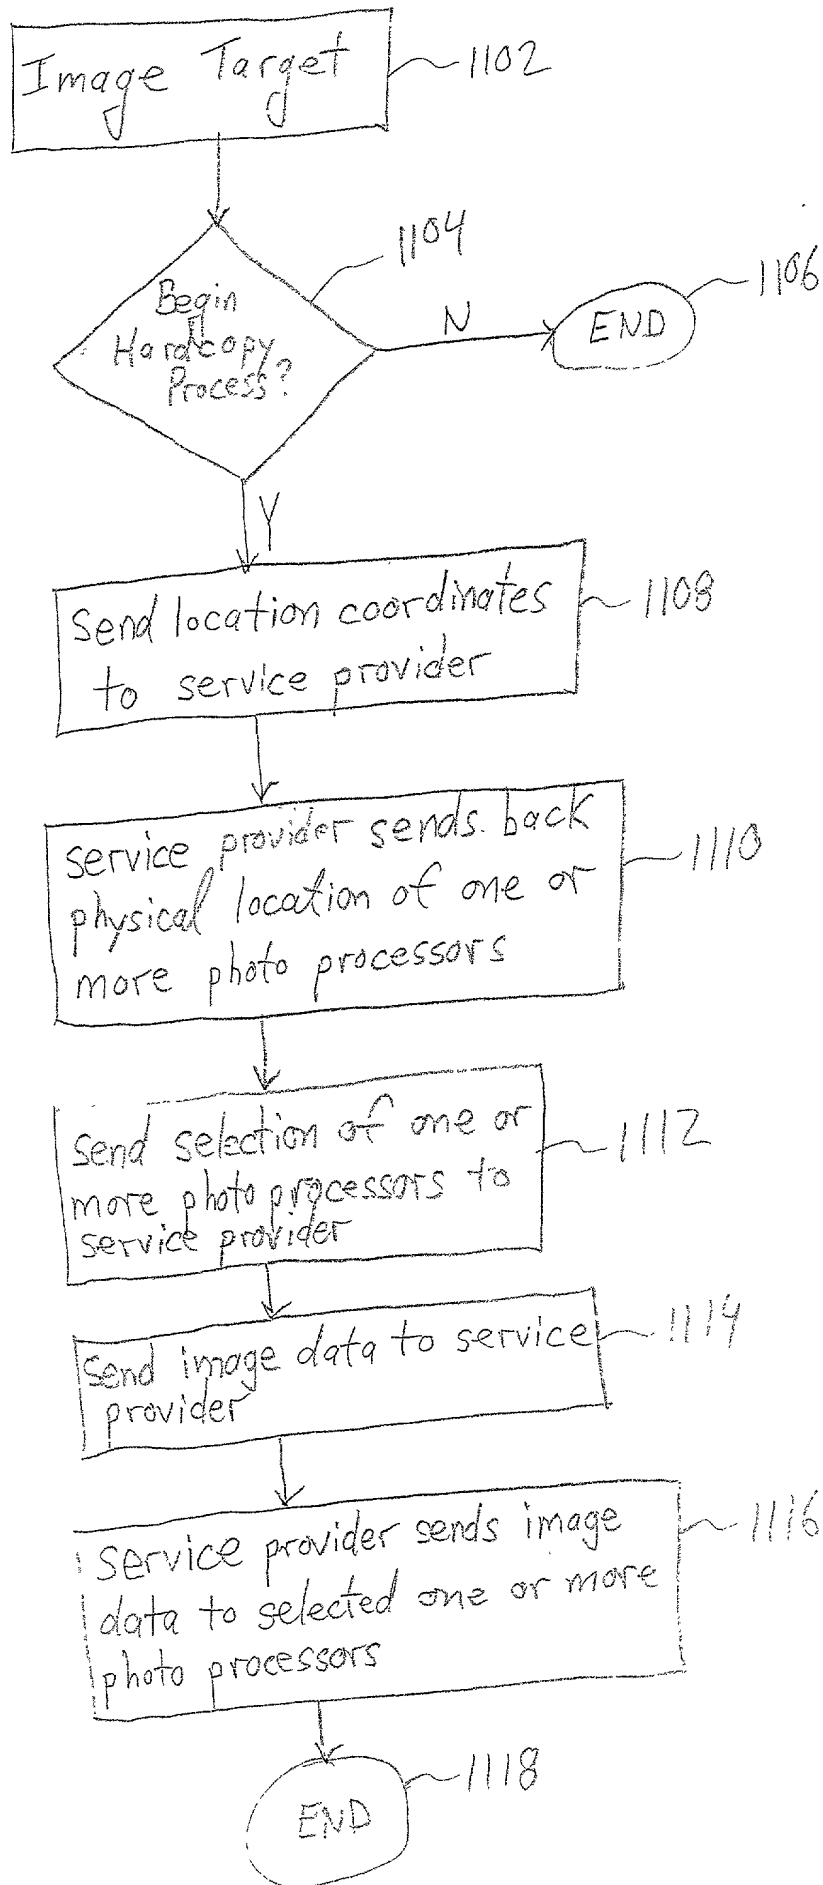 Image Target
1102
1104
Begin
Hardcopy
Process?
N
END
1106
Y
Send location coordinates
to service provider
1108
service provider sends back
physical location of one or
more photo processors
1110
send selection of one or
more photo processors to
service provider
1112
send image data to service
provider
1114
service provider sends image
data to selected one or more
photo processors
1116
END
1118